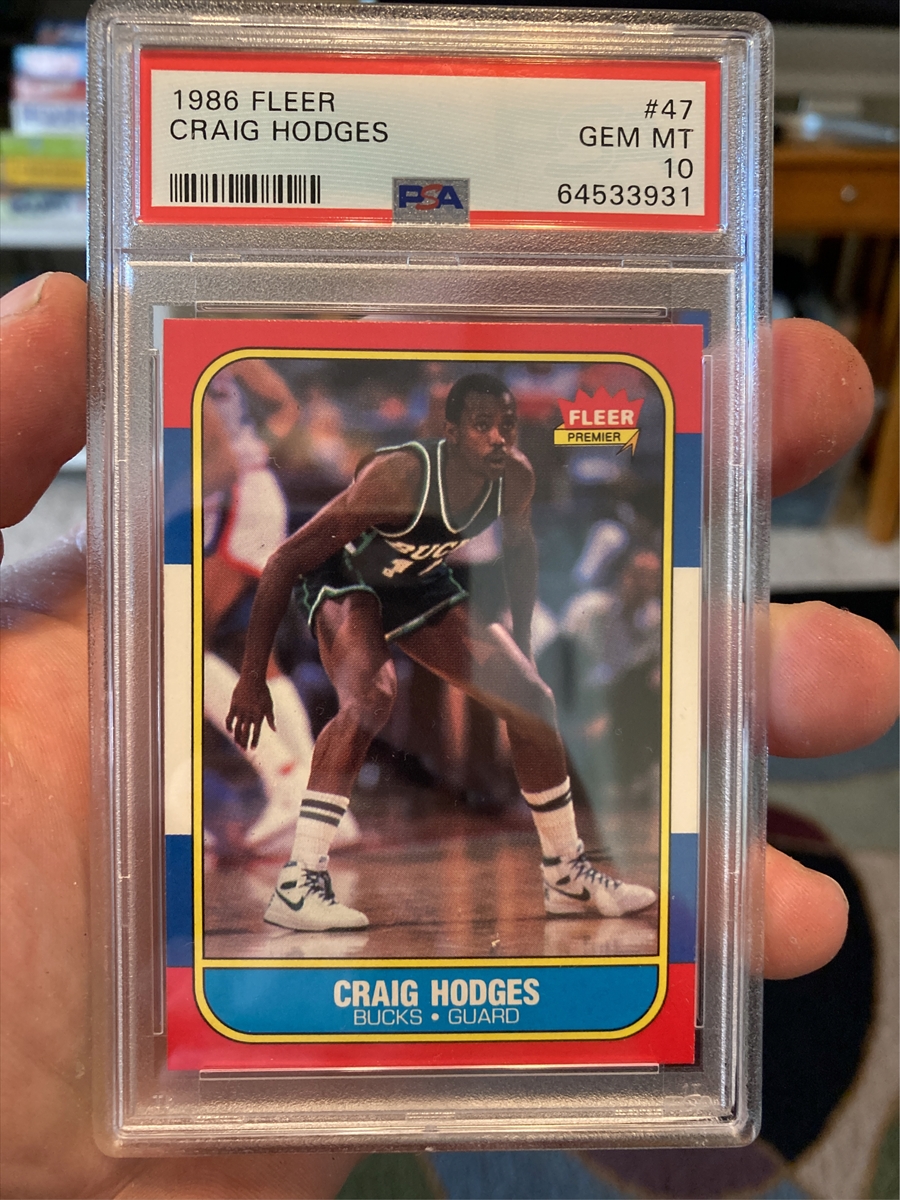 1986 FLEER
#47
CRAIG HODGES
GEM MT
10
PSA
64533931
FLEER
PREMIER
BUCKS
CRAIG HODGES
BUCKS • GUARD